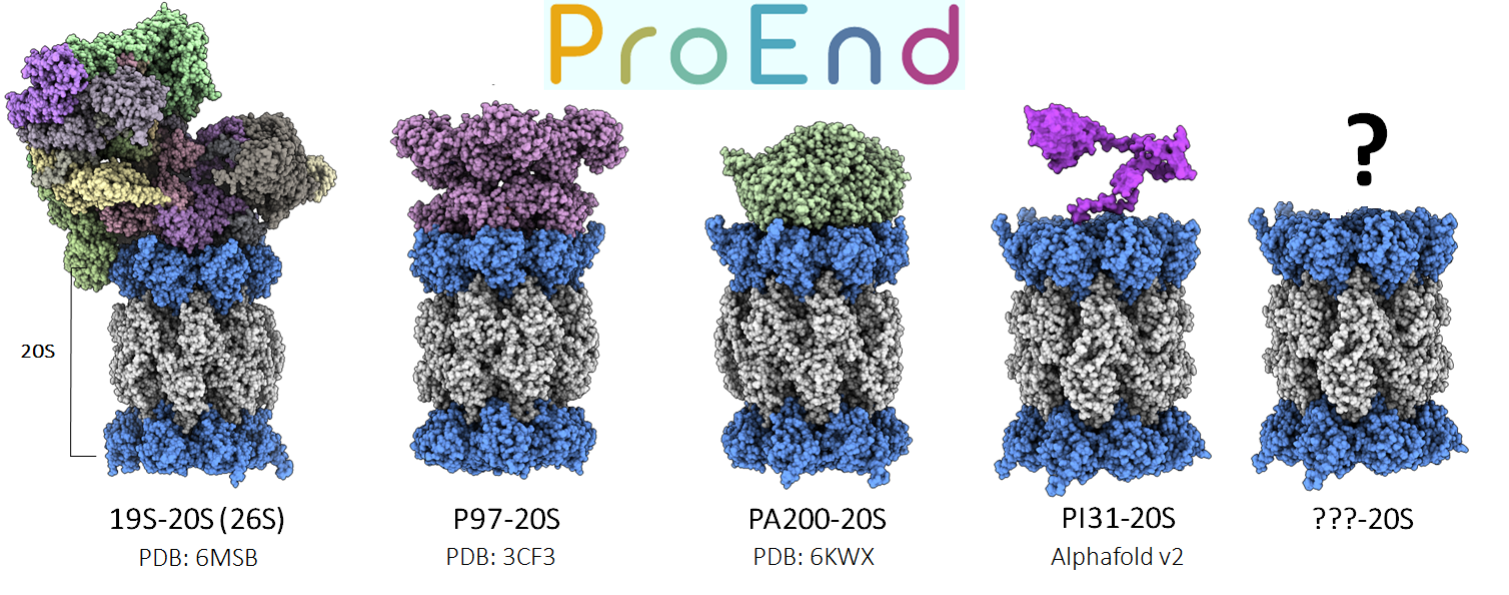 ProEnd
?
20S
19S-20S (26S)
PDB: 6MSB
P97-20S
PDB: 3CF3
PA200-20S
PDB: 6KWX
PI31-20S
Alphafold v2
???-20S